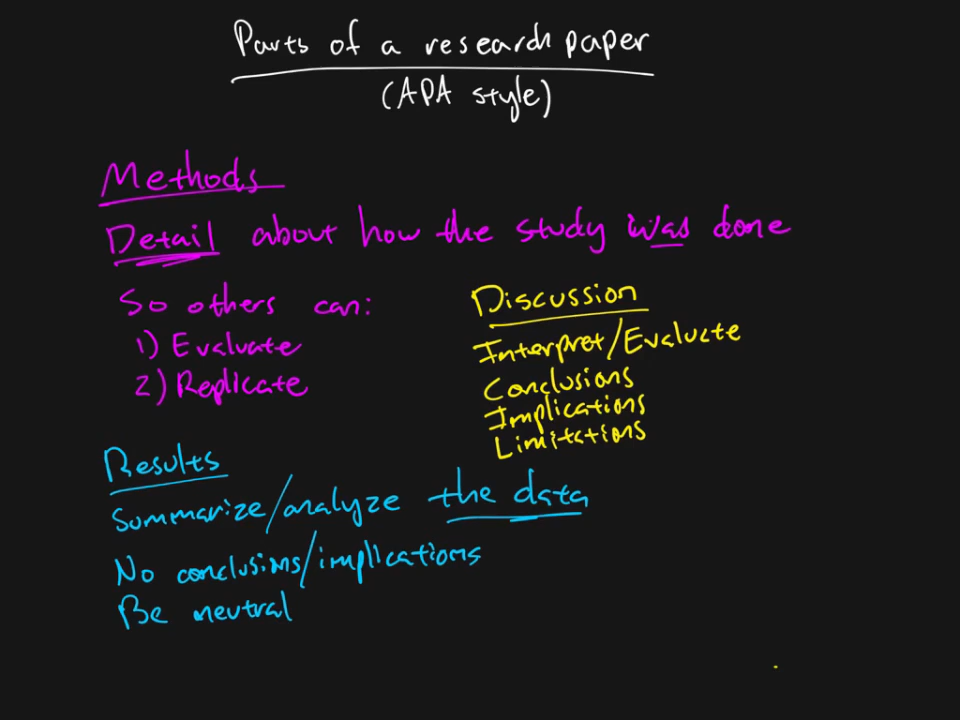 Parts of a research paper
(APA style)
Methods
Detail about how the study was done
So others can:
1) Evaluate
2) Replicate
Discussion
Interpret/Evaluate
Conclusions
Implications
Limitations
Results
Summarize/analyze the data
No conclusions/implications
Be neutral